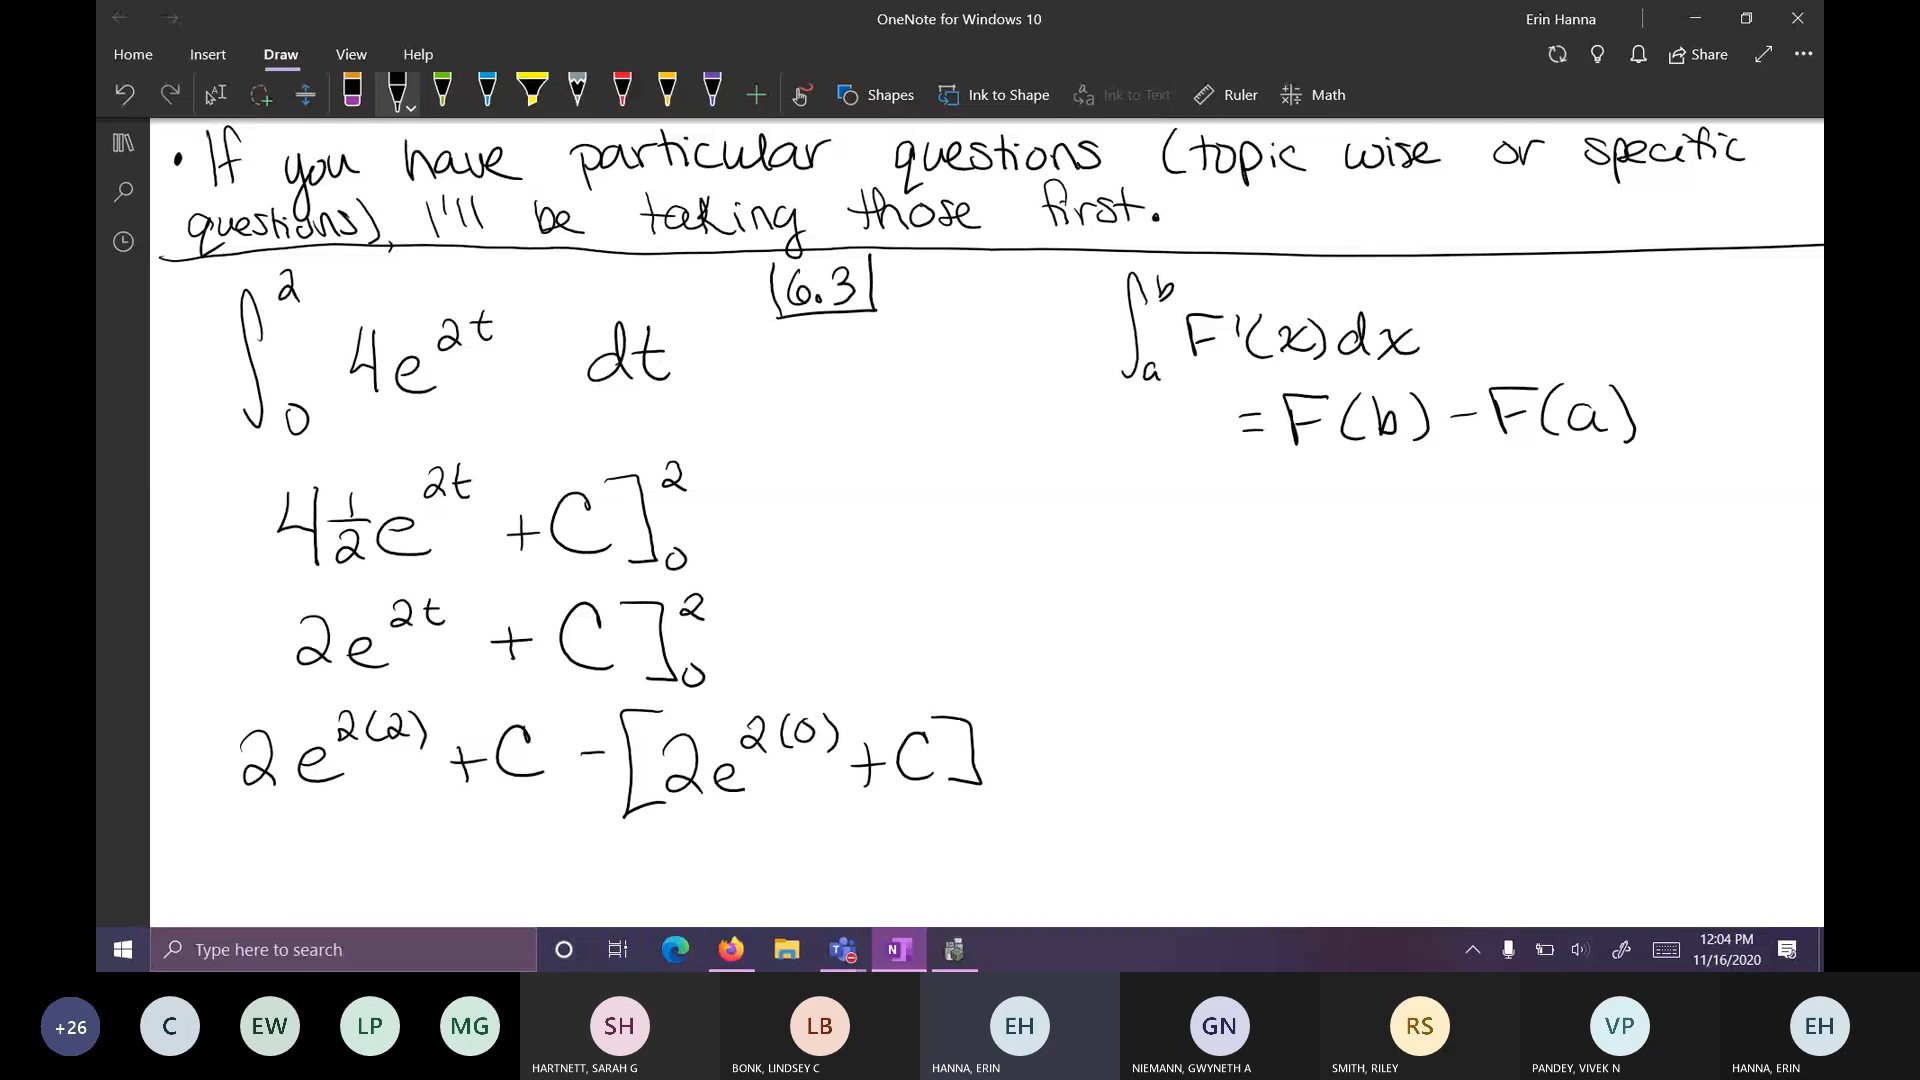 OneNote for Windows 10
Erin Hanna
Home Insert Draw View Help
Share
Shapes Ink to Shape Ink to Text Ruler Math
• If you have particular questions (topic wise or specific
questions), I'll be taking those first.
6.3
∫₀² 4e^{2t} dt
∫ₐᵇ F'(x)dx
= F(b) - F(a)
4 1/2 e^{2t} + C]₀²
2e^{2t} + C]₀²
2e^{2(2)} + C - [2e^{2(0)} + C]
Type here to search
N
12:04 PM
11/16/2020
+26 C EW LP MG SH LB EH GN RS VP EH
HARTNETT, SARAH G BONK, LINDSEY C HANNA, ERIN NIEMANN, GWYNETH A SMITH, RILEY PANDEY, VIVEK N HANNA, ERIN